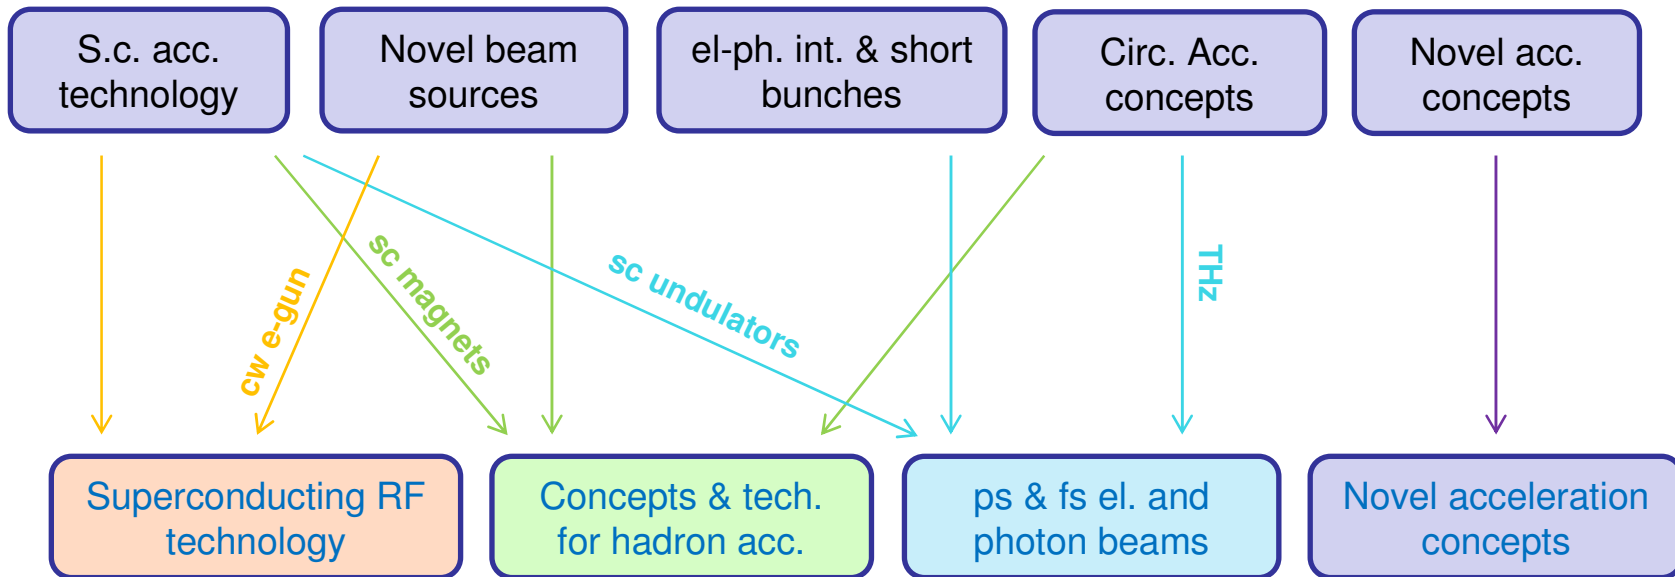 S.c. acc.
technology
Novel beam
sources
el-ph. int. & short
bunches
Circ. Acc.
concepts
Novel acc.
concepts
cw e-gun
sc magnets
sc undulators
THz
Superconducting RF
technology
Concepts & tech.
for hadron acc.
ps & fs el. and
photon beams
Novel acceleration
concepts